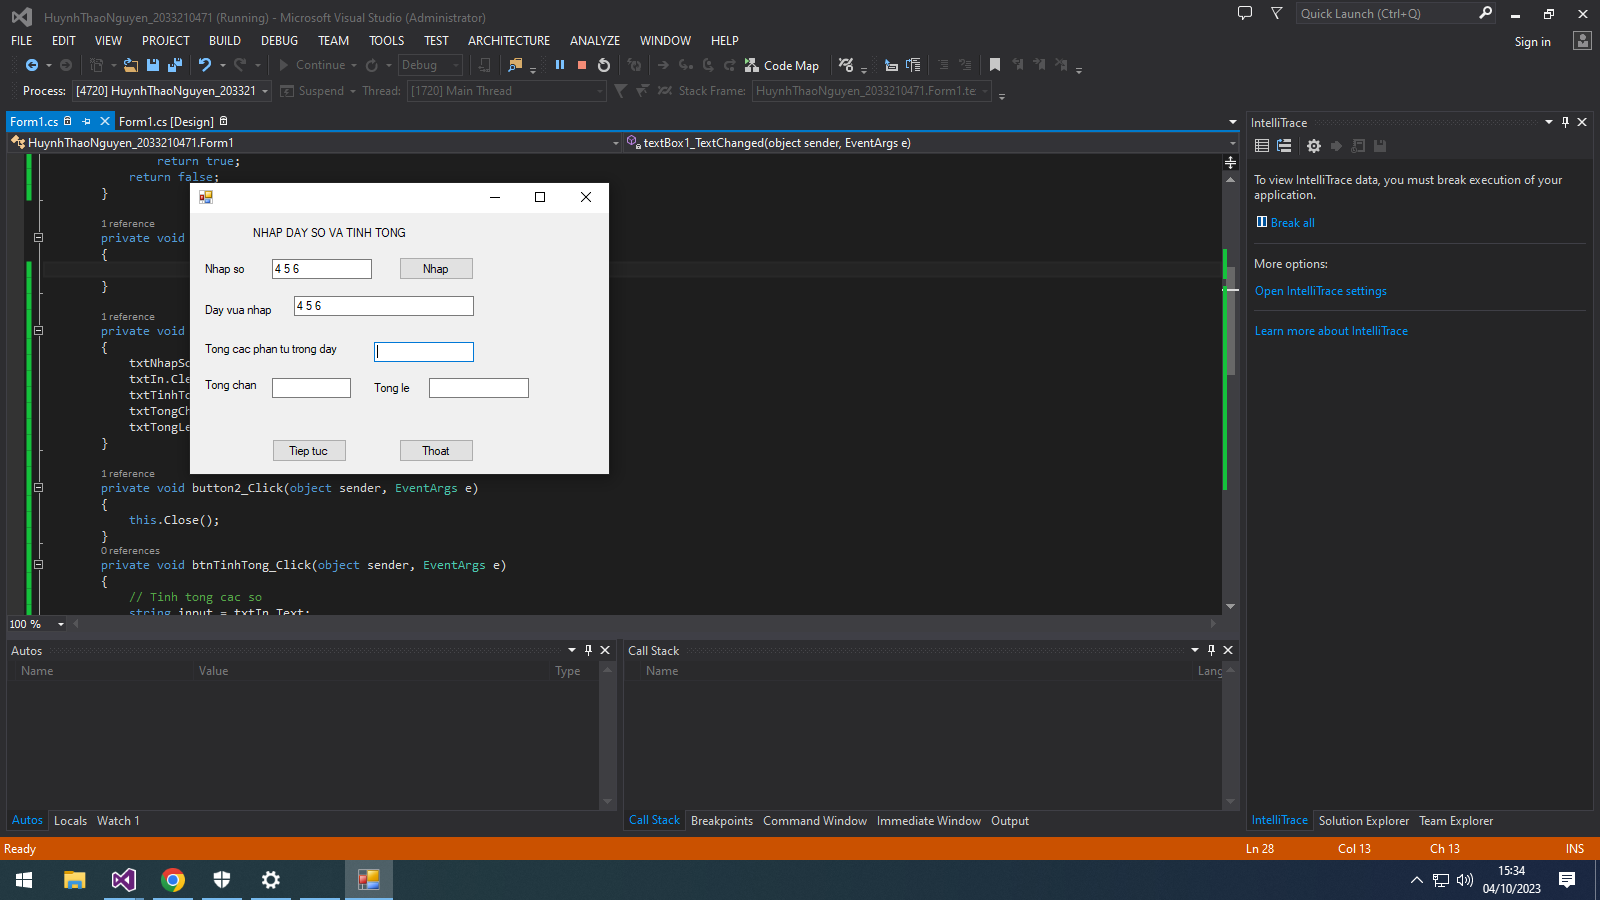 HuynhThaoNguyen_2033210471 (Running) - Microsoft Visual Studio (Administrator)
Quick Launch (Ctrl+Q)
FILE EDIT VIEW PROJECT BUILD DEBUG TEAM TOOLS TEST ARCHITECTURE ANALYZE WINDOW HELP
Sign in
Continue Debug Code Map
Process: [4720] HuynhThaoNguyen_203321 Suspend Thread: [1720] Main Thread Stack Frame: HuynhThaoNguyen_2033210471.Form1.te
Form1.cs Form1.cs [Design]
HuynhThaoNguyen_2033210471.Form1 textBox1_TextChanged(object sender, EventArgs e)
return true;
return false;
}
1 reference
private void
{
}
1 reference
private void
{
txtNhapSo
txtIn.Cle
txtTinhTo
txtTongCh
txtTongLe
}
1 reference
private void button2_Click(object sender, EventArgs e)
{
this.Close();
}
0 references
private void btnTinhTong_Click(object sender, EventArgs e)
{
// Tinh tong cac so
string input = txtIn.Text;
100 %
NHAP DAY SO VA TINH TONG
Nhap so 4 5 6 Nhap
Day vua nhap 4 5 6
Tong cac phan tu trong day
Tong chan Tong le
Tiep tuc Thoat
IntelliTrace
To view IntelliTrace data, you must break execution of your
application.
Break all
More options:
Open IntelliTrace settings
Learn more about IntelliTrace
Autos
Name Value Type
Autos Locals Watch 1
Call Stack
Name Lang
Call Stack Breakpoints Command Window Immediate Window Output
IntelliTrace Solution Explorer Team Explorer
Ready Ln 28 Col 13 Ch 13 INS
15:34
04/10/2023